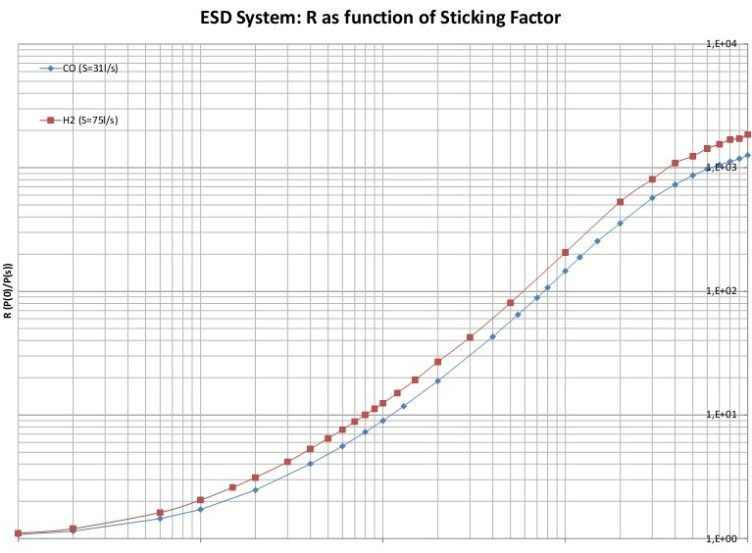 ESD System: R as function of Sticking Factor
1,E+04
CO (S=31l/s)
H2 (S=75l/s)
1,E+03
R (P(0)/P(s))
1,E+02
1,E+01
1,E+00